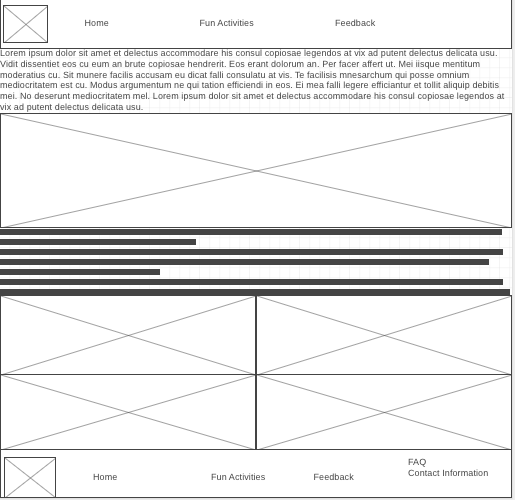 Home Fun Activities Feedback
Lorem ipsum dolor sit amet et delectus accommodare his consul copiosae legendos at vix ad putent delectus delicata usu.
Vidit dissentiet eos cu eum an brute copiosae hendrerit. Eos erant dolorum an. Per facer affert ut. Mei iisque mentitum
moderatius cu. Sit munere facilis accusam eu dicat falli consulatu at vis. Te facilisis mnesarchum qui posse omnium
mediocritatem est cu. Modus argumentum ne qui tation efficiendi in eos. Ei mea falli legere efficiantur et tollit aliquip debitis
mei. No deserunt mediocritatem mel. Lorem ipsum dolor sit amet et delectus accommodare his consul copiosae legendos at
vix ad putent delectus delicata usu.
Home Fun Activities Feedback
FAQ
Contact Information